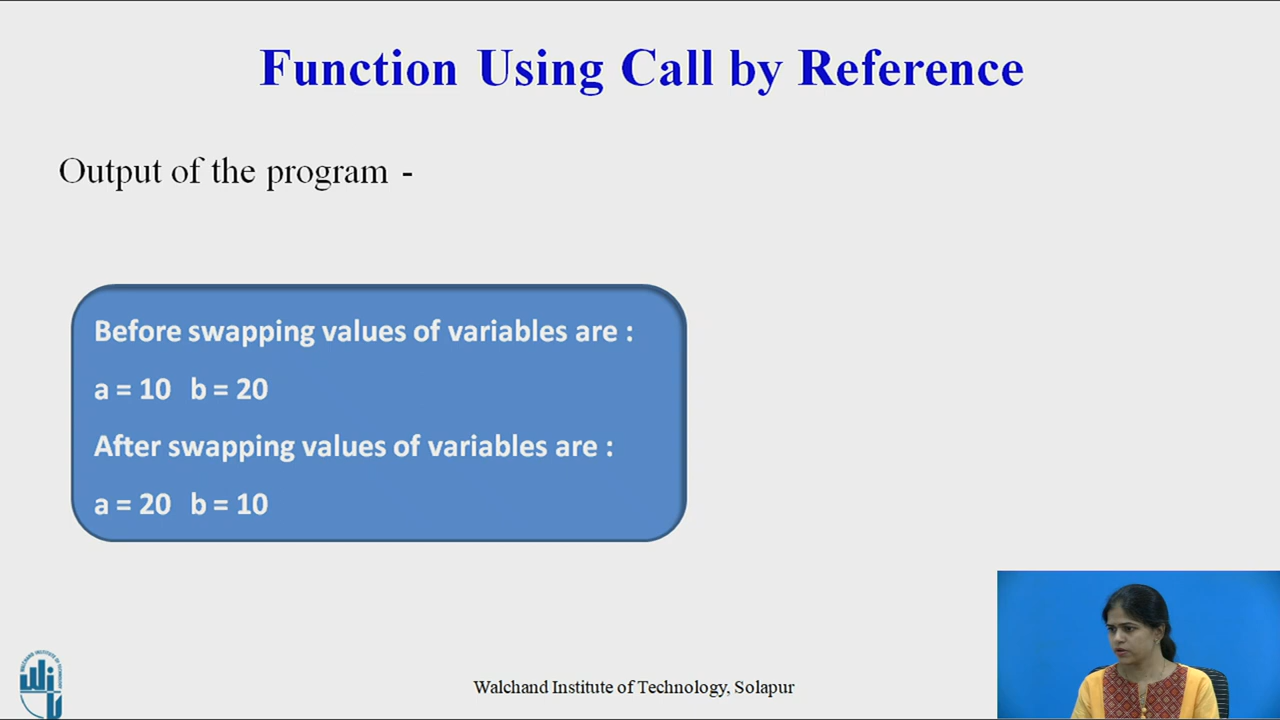 Function Using Call by Reference
Output of the program -
Before swapping values of variables are :
a = 10 b = 20
After swapping values of variables are :
a = 20 b = 10
Walchand Institute of Technology, Solapur